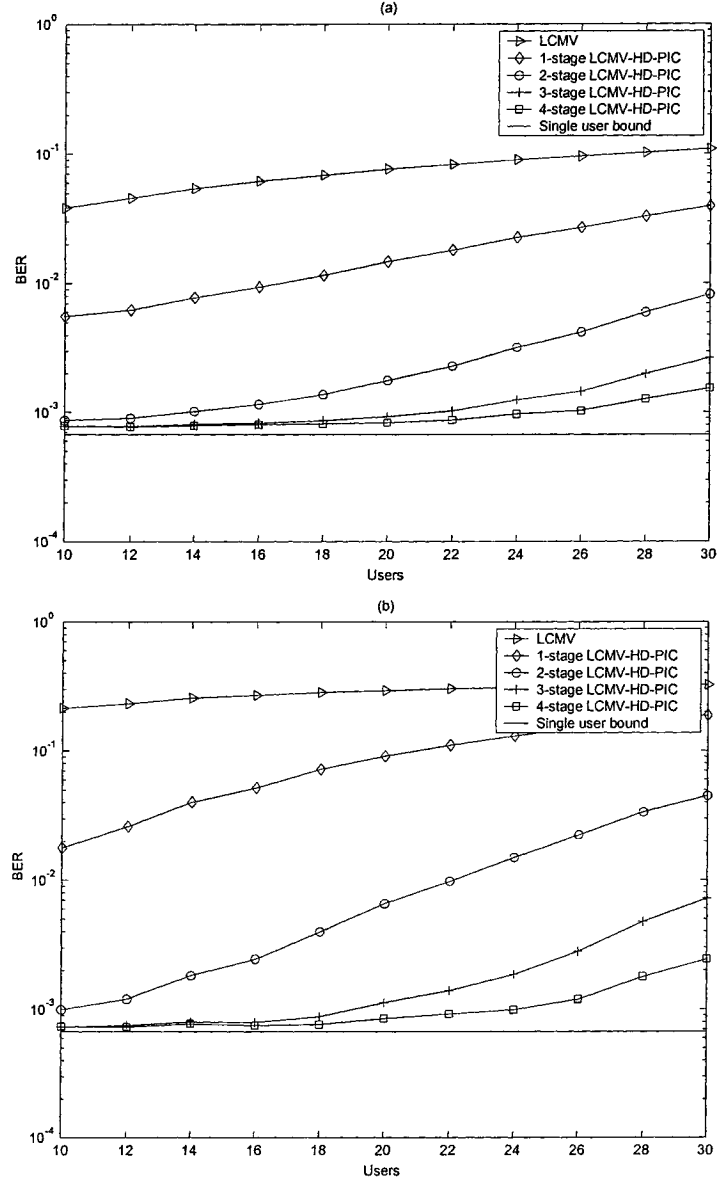 (a)
10^0
10^-1
10^-2
10^-3
10^-4
BER
LCMV
1-stage LCMV-HD-PIC
2-stage LCMV-HD-PIC
3-stage LCMV-HD-PIC
4-stage LCMV-HD-PIC
Single user bound
10 12 14 16 18 20 22 24 26 28 30
Users
(b)
10^0
10^-1
10^-2
10^-3
10^-4
BER
LCMV
1-stage LCMV-HD-PIC
2-stage LCMV-HD-PIC
3-stage LCMV-HD-PIC
4-stage LCMV-HD-PIC
Single user bound
10 12 14 16 18 20 22 24 26 28 30
Users